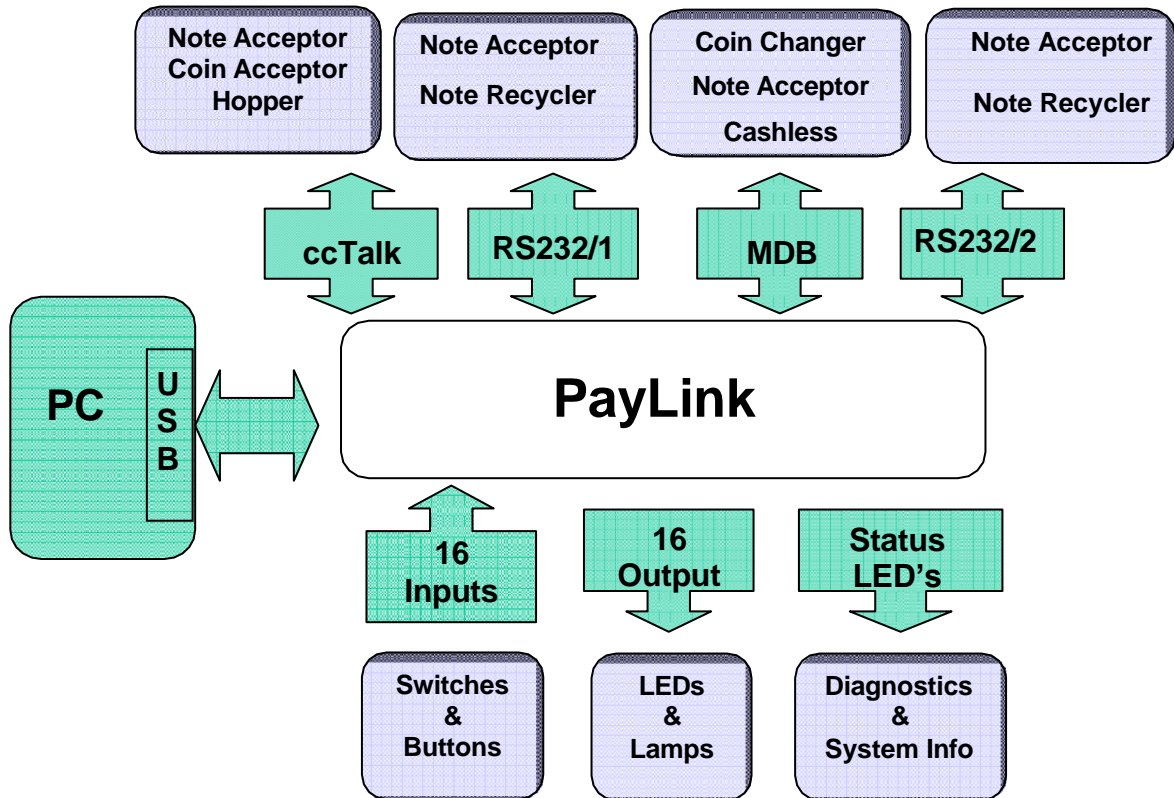 Note Acceptor
Coin Acceptor
Hopper
Note Acceptor
Note Recycler
Coin Changer
Note Acceptor
Cashless
Note Acceptor
Note Recycler
ccTalk
RS232/1
MDB
RS232/2
PC
U
S
B
PayLink
16
Inputs
16
Output
Status
LED's
Switches
&
Buttons
LEDs
&
Lamps
Diagnostics
&
System Info